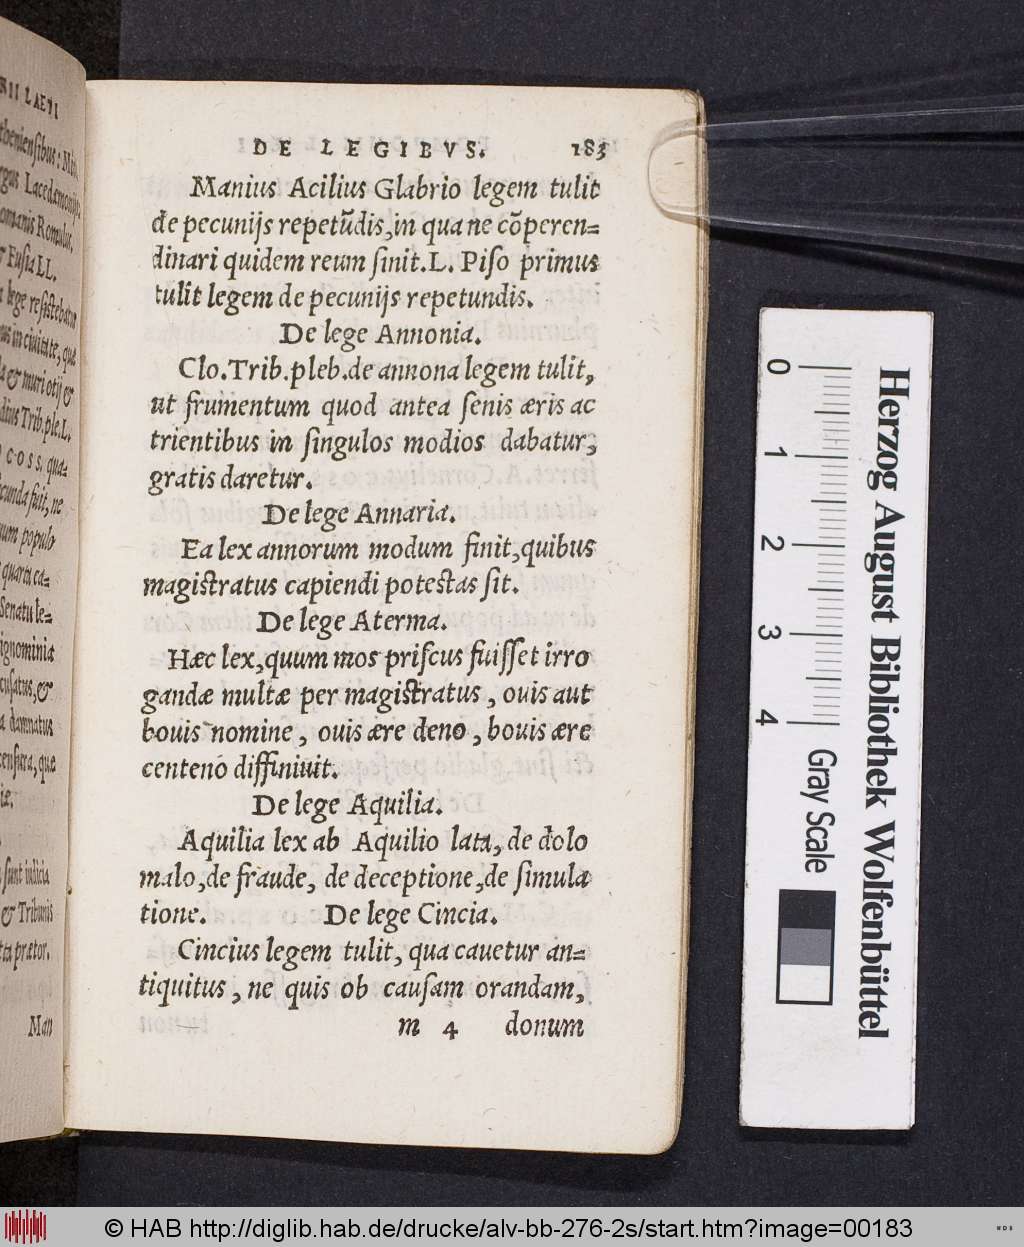 NII LAETI
DE LEGIBVS. 183
Manius Acilius Glabrio legem tulit
de pecunijs repetũdis, in qua ne cõperen=
dinari quidem reum ſinit. L. Piſo primus
tulit legem de pecunijs repetundis.
De lege Annonia.
Clo. Trib. pleb. de annona legem tulit,
ut frumentum quod antea ſenis æris ac
trientibus in ſingulos modios dabatur,
gratis daretur.
De lege Annaria.
Ea lex annorum modum finit, quibus
magiſtratus capiendi poteſtas ſit.
De lege Aterma.
Hæc lex, quum mos priſcus fuiſſet irro
gandæ multæ per magiſtratus, ouis aut
bouis nomine, ouis ære deno, bouis ære
centeno diffiniuit.
De lege Aquilia.
Aquilia lex ab Aquilio lata, de dolo
malo, de fraude, de deceptione, de ſimula
tione. De lege Cincia.
Cincius legem tulit, qua cauetur an=
tiquitus, ne quis ob cauſam orandam,
m 4 donum
Man
0 1 2 3 4
Gray Scale
Herzog August Bibliothek Wolfenbüttel
© HAB http://diglib.hab.de/drucke/alv-bb-276-2s/start.htm?image=00183